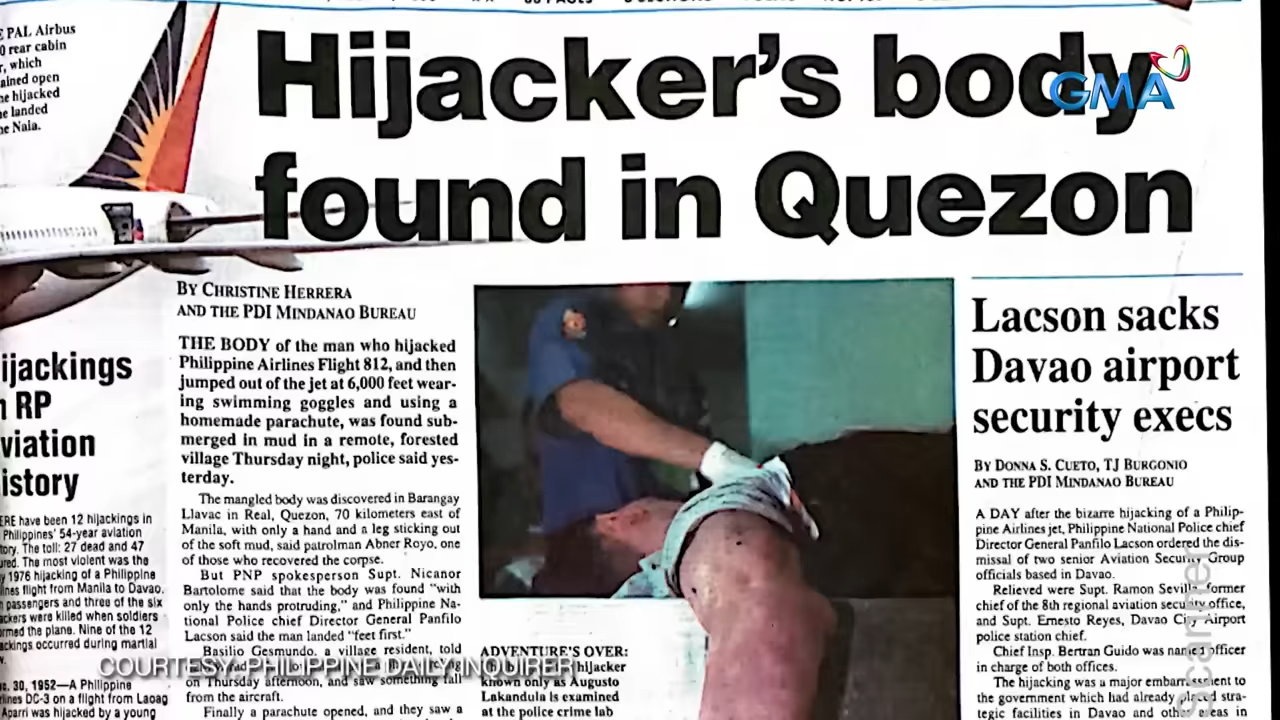 PAL Airbus
rear cabin
which
open
hijacked
landed
Naia.
Hijacker's body
found in Quezon
GMA
BY CHRISTINE HERRERA
AND THE PDI MINDANAO BUREAU
THE BODY of the man who hijacked
Philippine Airlines Flight 812, and then
jumped out of the jet at 6,000 feet wear-
ing swimming goggles and using a
homemade parachute, was found sub-
merged in mud in a remote, forested
village Thursday night, police said yes-
terday.
The mangled body was discovered in Barangay
Llavac in Real, Quezon, 70 kilometers east of
Manila, with only a hand and a leg sticking out
of the soft mud, said patrolman Abner Royo, one
of those who recovered the corpse.
But PNP spokesperson Supt. Nicanor
Bartolome said that the body was found "with
only the hands protruding," and Philippine Na-
tional Police chief Director General Panfilo
Lacson said the man landed "feet first."
Basilio Gesmundo, a village resident, told
on Thursday afternoon, and saw something fall
from the aircraft.
Finally a parachute opened, and they saw a
ijackings
RP
viation
istory
ERE have been 12 hijackings in
Philippines' 54-year aviation
tory. The toll: 27 dead and 47
ured. The most violent was the
1976 hijacking of a Philippine
lines flight from Manila to Davao.
passengers and three of the six
ackers were killed when soldiers
ormed the plane. Nine of the 12
ackings occurred during martial
30, 1952—A Philippine
lines DC-3 on a flight from Laoag
Aparri was hijacked by a young
ADVENTURE'S OVER:
hijacker
known only as Augusto
Lakandula is examined
at the police crime lab
Lacson sacks
Davao airport
security execs
BY DONNA S. CUETO, TJ BURGONIO
AND THE PDI MINDANAO BUREAU
A DAY after the bizarre hijacking of a Philip-
pine Airlines jet, Philippine National Police chief
Director General Panfilo Lacson ordered the dis-
missal of two senior Aviation Security Group
officials based in Davao.
Relieved were Supt. Ramon Seville, former
chief of the 8th regional aviation security office,
and Supt. Ernesto Reyes, Davao City Airport
police station chief.
Chief Insp. Bertran Guido was named officer
in charge of both offices.
The hijacking was a major embarrassment to
the government which had already placed stra-
tegic facilities in Davao and other areas in
COURTESY: PHILIPPINE DAILY INQUIRER
Scanner